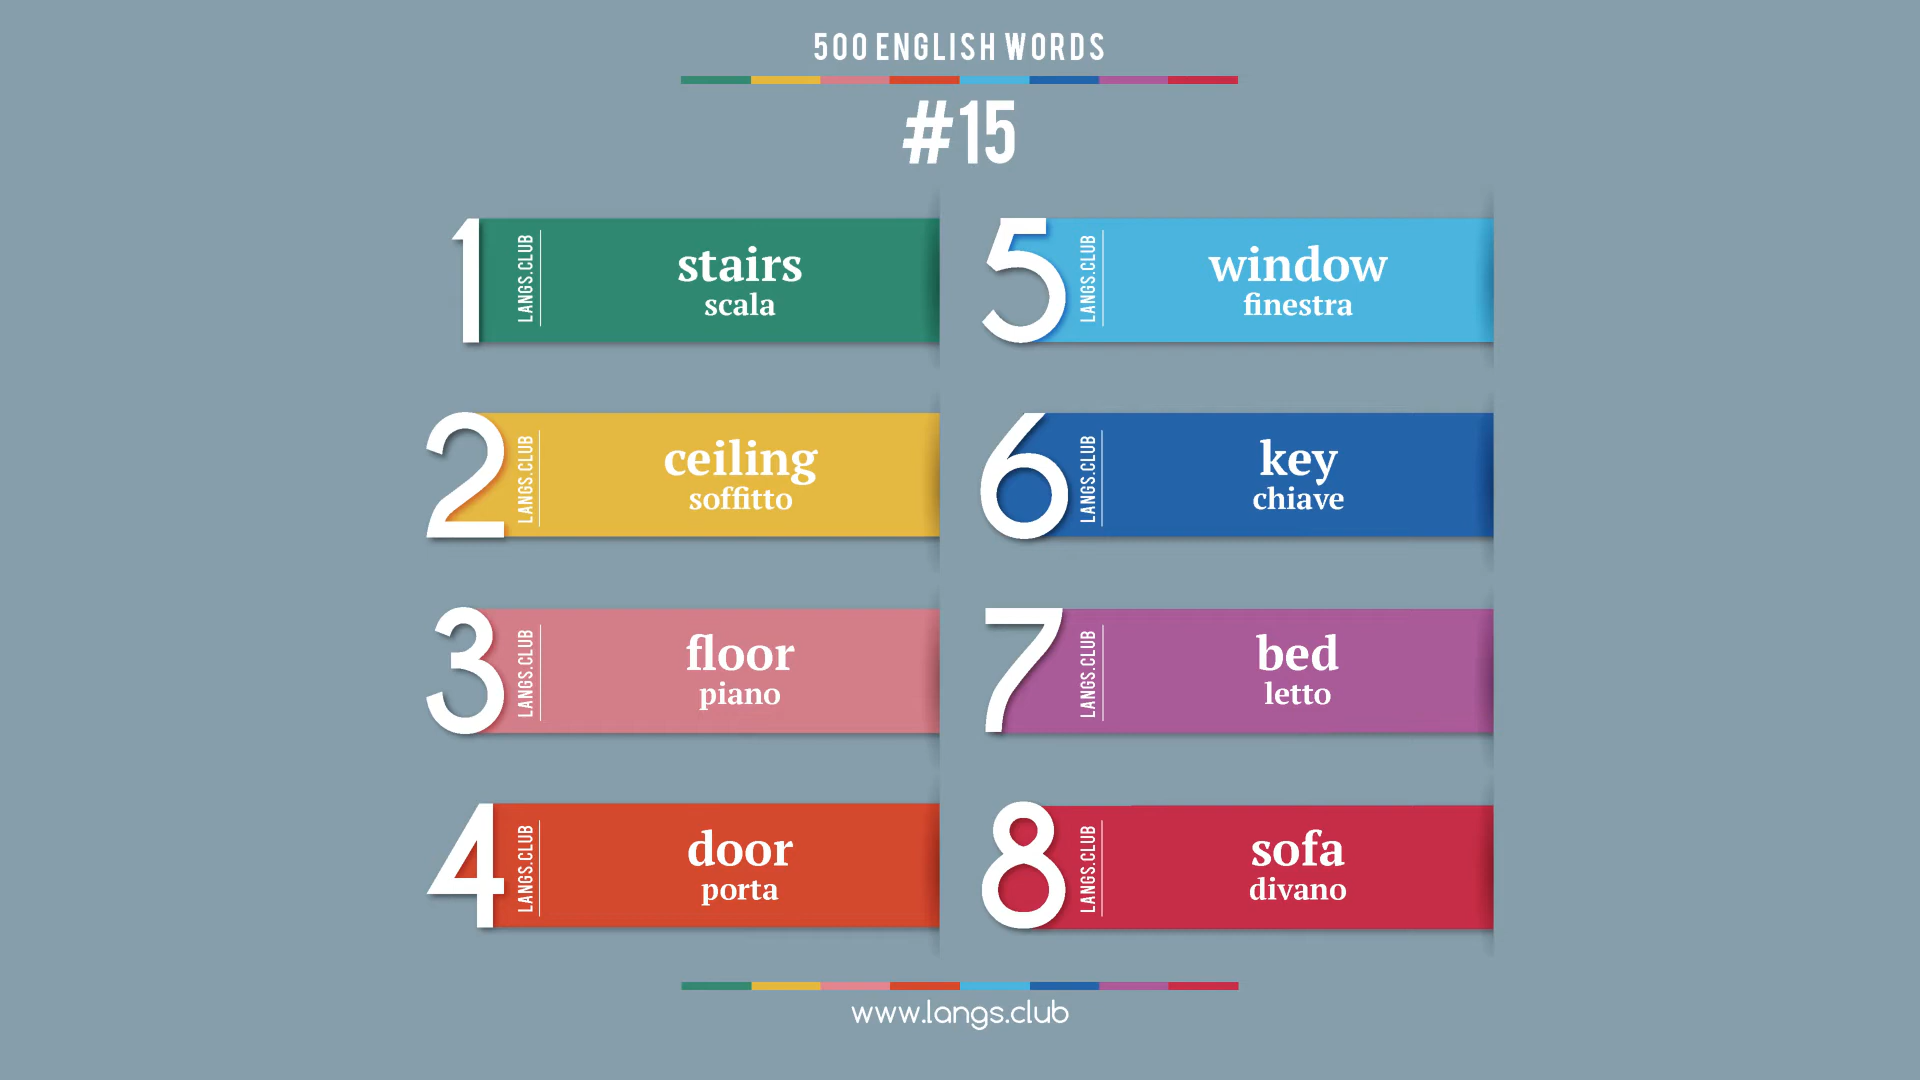 500 ENGLISH WORDS
#15
1
LANGS.CLUB
stairs
scala
2
LANGS.CLUB
ceiling
soffitto
3
LANGS.CLUB
floor
piano
4
LANGS.CLUB
door
porta
5
LANGS.CLUB
window
finestra
6
LANGS.CLUB
key
chiave
7
LANGS.CLUB
bed
letto
8
LANGS.CLUB
sofa
divano
www.langs.club